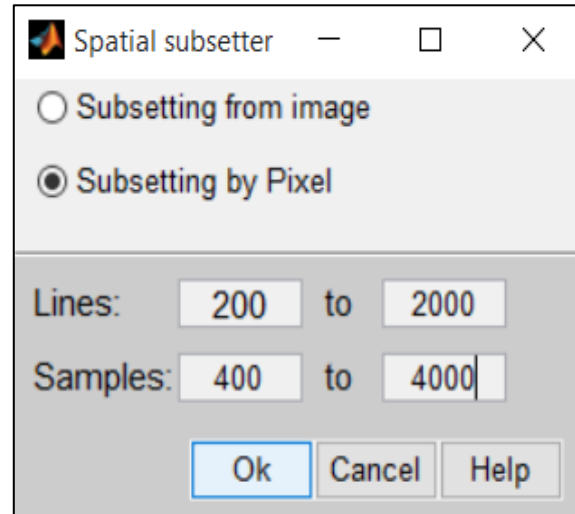 Spatial subsetter
Subsetting from image
Subsetting by Pixel
Lines: 200 to 2000
Samples: 400 to 4000
Ok Cancel Help